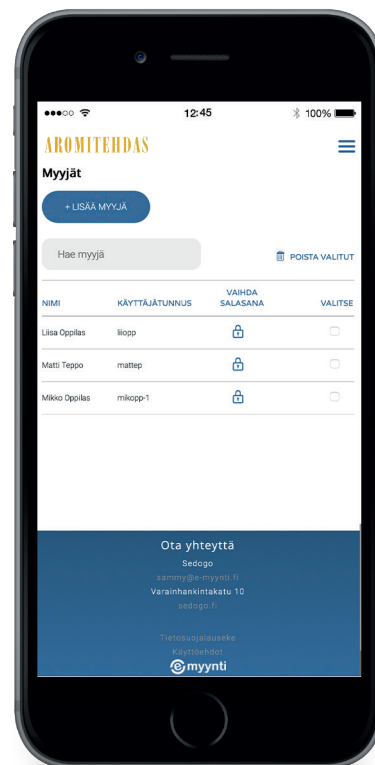 12:45
100%
AROMITEHDAS
Myyjät
+ LISÄÄ MYYJÄ
Hae myyjä
POISTA VALITUT
NIMI KÄYTTÄJÄTUNNUS VAIHDA SALASANA VALITSE
Liisa Oppilas liiopp
Matti Teppo mattep
Mikko Oppilas mikopp-1
Ota yhteyttä
Sedogo
sammy@e-myynti.fi
Varainhankintakatu 10
sedogo.fi
Tietosuojalauseke
Käyttöehdot
e myynti